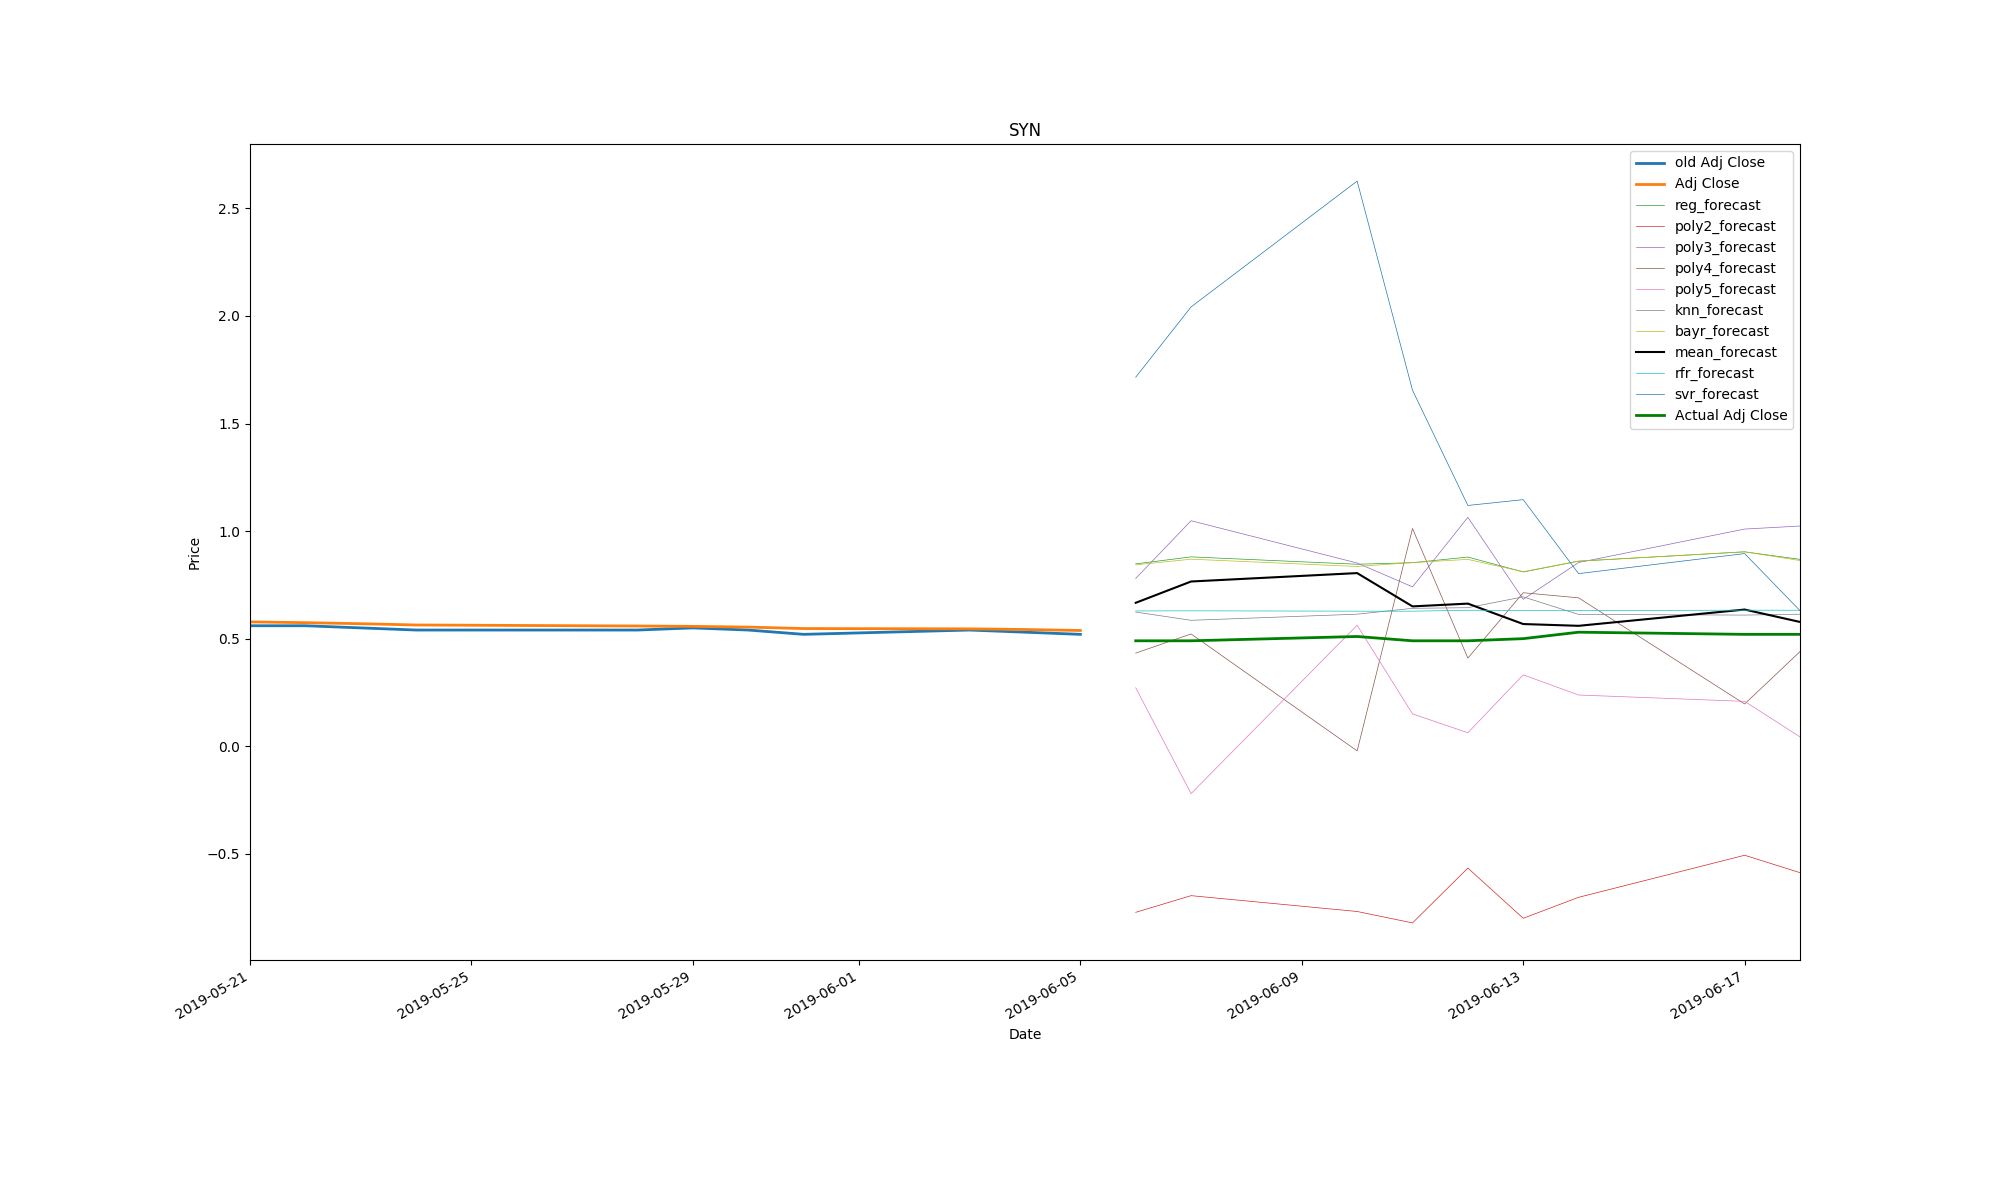 SYN
old Adj Close
Adj Close
reg_forecast
poly2_forecast
poly3_forecast
poly4_forecast
poly5_forecast
knn_forecast
bayr_forecast
mean_forecast
rfr_forecast
svr_forecast
Actual Adj Close
2.5
2.0
1.5
1.0
0.5
0.0
−0.5
Price
2019-05-21
2019-05-25
2019-05-29
2019-06-01
2019-06-05
2019-06-09
2019-06-13
2019-06-17
Date